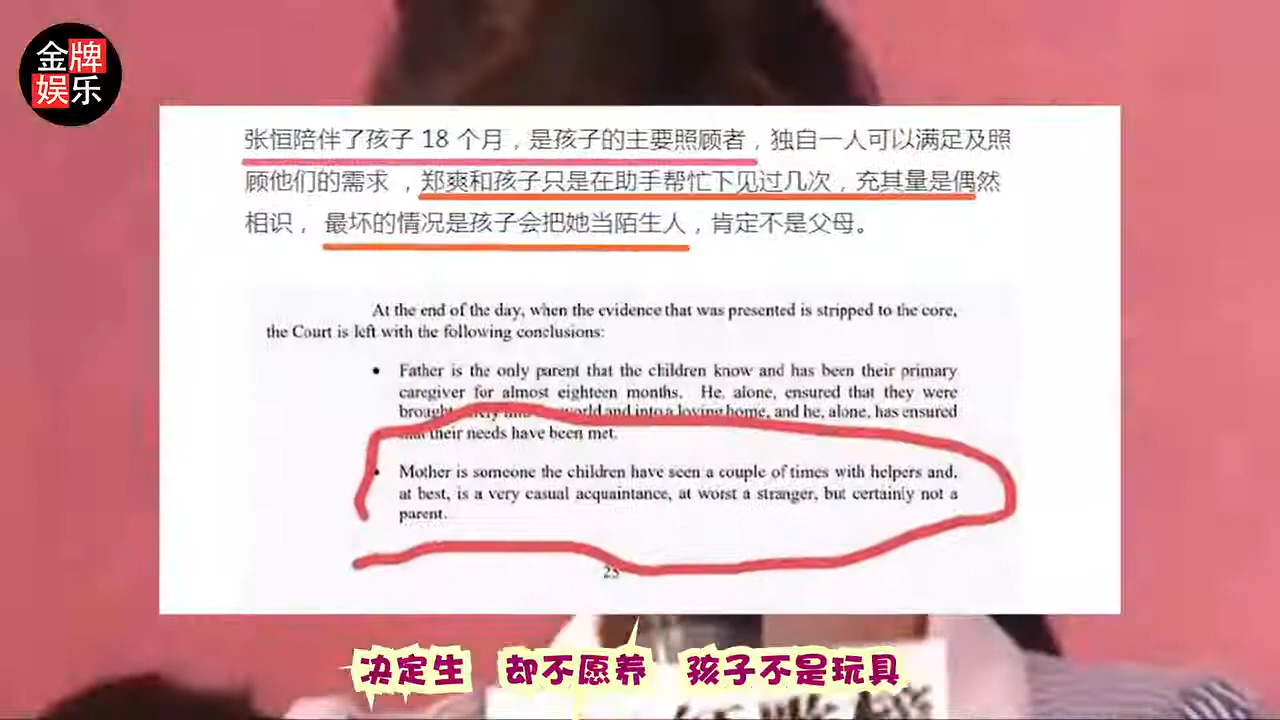 金牌
娱乐
张恒陪伴了孩子 18 个月，是孩子的主要照顾者，独自一人可以满足及照
顾他们的需求 ，郑爽和孩子只是在助手帮忙下见过几次，充其量是偶然
相识， 最坏的情况是孩子会把她当陌生人，肯定不是父母。
At the end of the day, when the evidence that was presented is stripped to the core,
the Court is left with the following conclusions:
• Father is the only parent that the children know and has been their primary
caregiver for almost eighteen months. He, alone, ensured that they were
world and into a loving home, and he, alone, has ensured
their needs have been met.
• Mother is someone the children have seen a couple of times with helpers and,
at best, is a very casual acquaintance, at worst a stranger, but certainly not a
parent.
25
决定生 却不愿养 孩子不是玩具